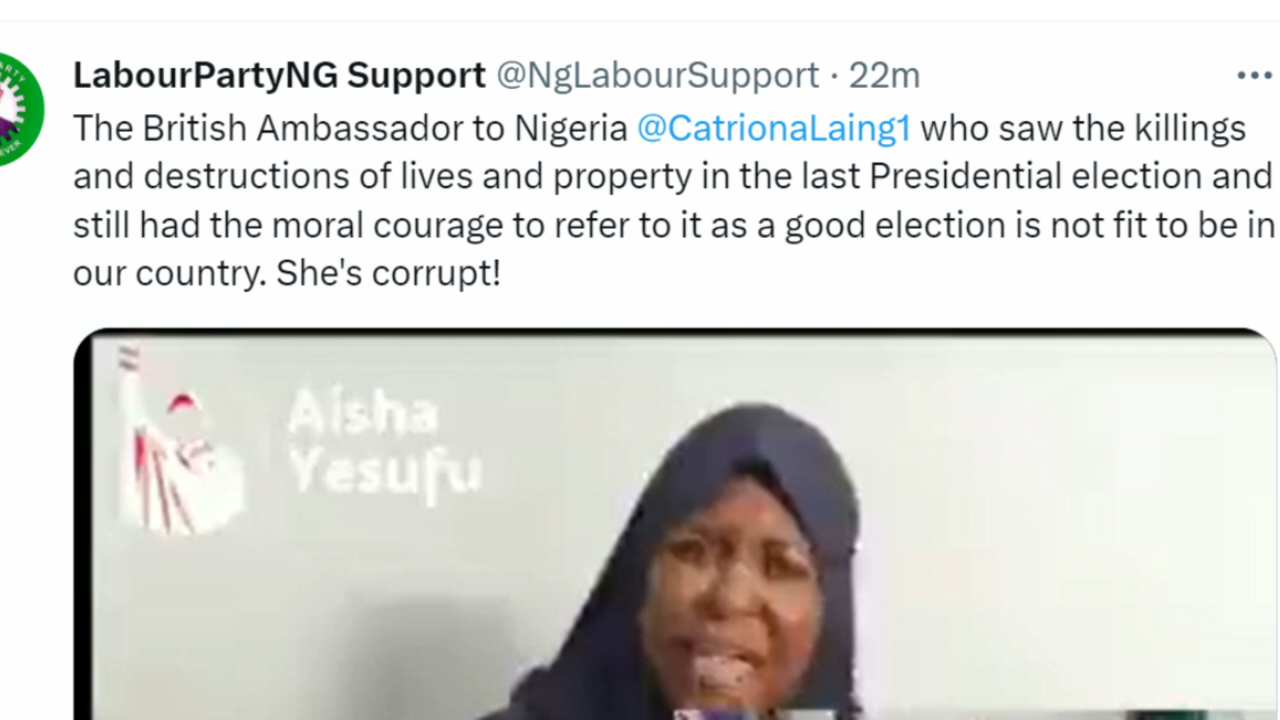 LabourPartyNG Support @NgLabourSupport · 22m
The British Ambassador to Nigeria @CatrionaLaing1 who saw the killings
and destructions of lives and property in the last Presidential election and
still had the moral courage to refer to it as a good election is not fit to be in
our country. She's corrupt!
Aisha
Yesufu